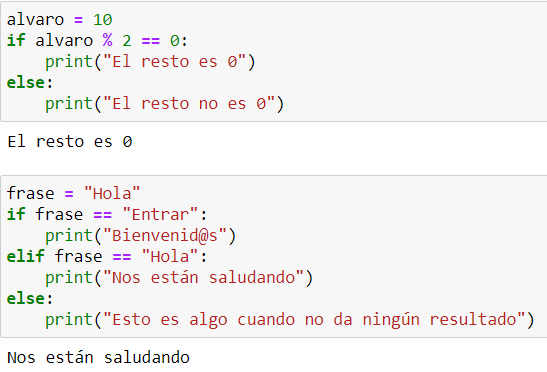 alvaro = 10
if alvaro % 2 == 0:
    print("El resto es 0")
else:
    print("El resto no es 0")
El resto es 0
frase = "Hola"
if frase == "Entrar":
    print("Bienvenid@s")
elif frase == "Hola":
    print("Nos están saludando")
else:
    print("Esto es algo cuando no da ningún resultado")
Nos están saludando